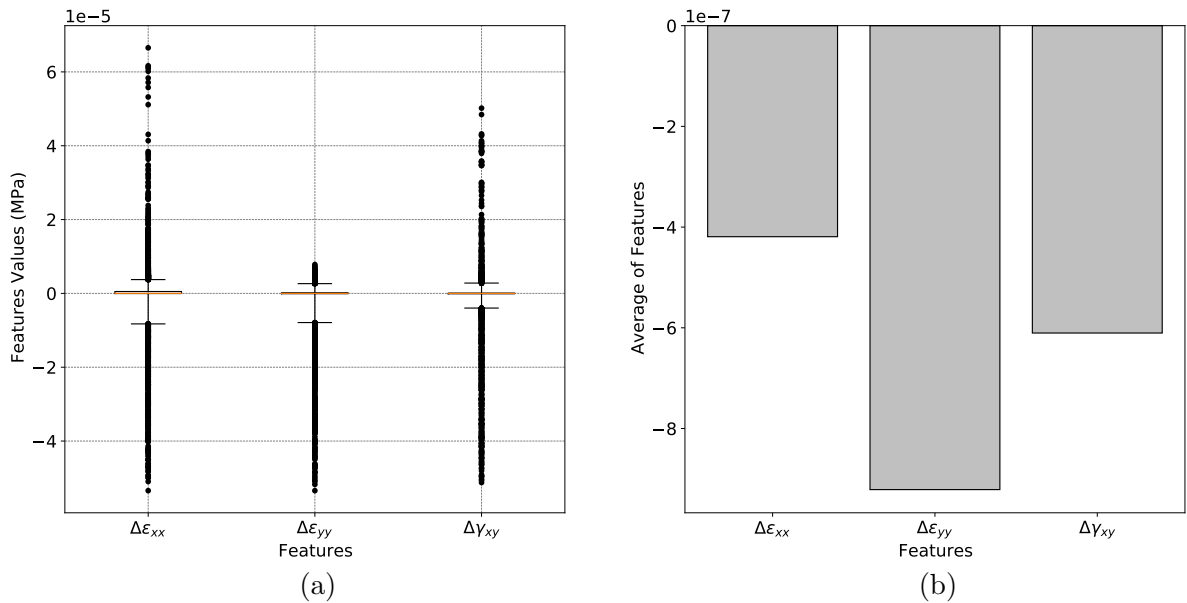 1e−5
6
4
2
0
−2
−4
Features Values (MPa)
Δεxx
Δεyy
Δγxy
Features
(a)
1e−7
0
−2
−4
−6
−8
Average of Features
Δεxx
Δεyy
Δγxy
Features
(b)